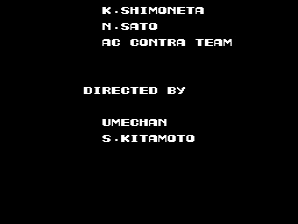 K.SHIMONETA
N.SATO
AC CONTRA TEAM
DIRECTED BY
UMECHAN
S.KITAMOTO